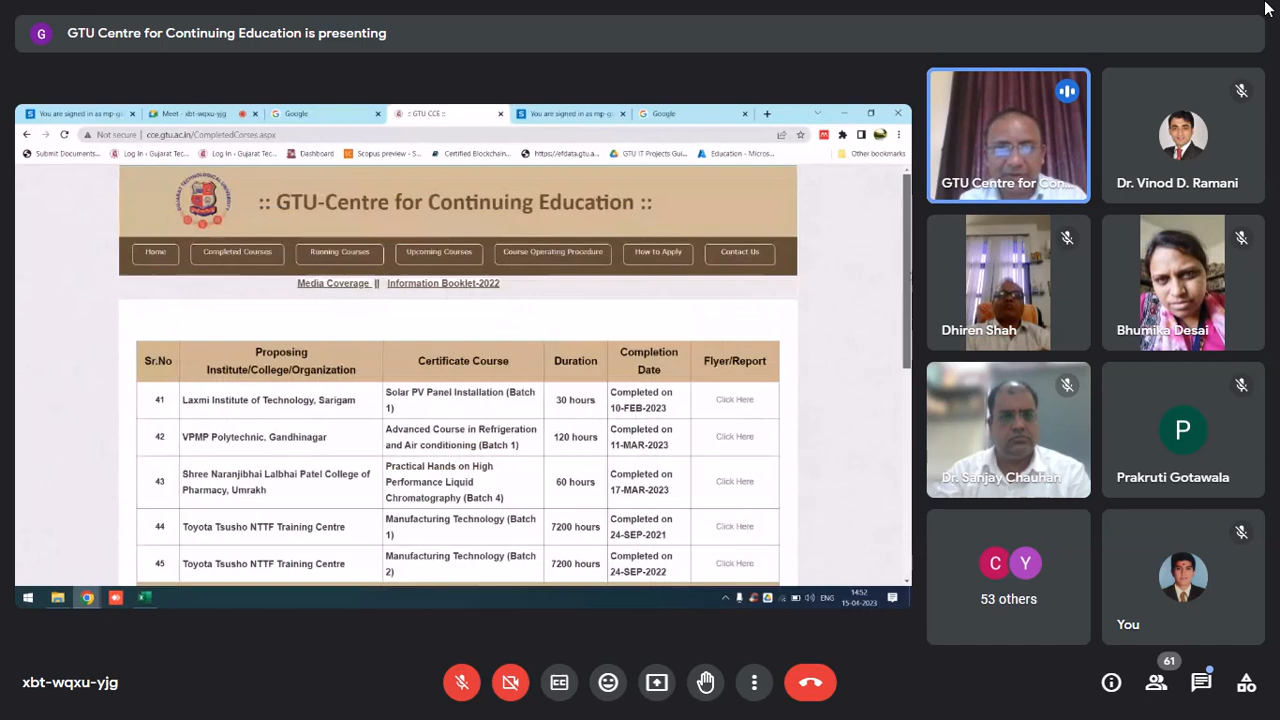 G GTU Centre for Continuing Education is presenting
You are signed in as mp-g
Meet - xbt-wqxu-yjg
Google
:: GTU CCE ::
You are signed in as mp-g
Google
Not secure | cce.gtu.ac.in/CompletedCorses.aspx
Submit Documents...
Log In ‹ Gujarat Tec...
Log In ‹ Gujarat Tec...
Dashboard
Scopus preview - S...
Certified Blockchain...
https://efdata.gtu.a...
GTU IT Projects Gui...
Education - Micros...
Other bookmarks
:: GTU-Centre for Continuing Education ::
Home
Completed Courses
Running Courses
Upcoming Courses
Course Operating Procedure
How to Apply
Contact Us
Media Coverage || Information Booklet-2022
Sr.No
Proposing
Institute/College/Organization
Certificate Course
Duration
Completion
Date
Flyer/Report
41
Laxmi Institute of Technology, Sarigam
Solar PV Panel Installation (Batch
1)
30 hours
Completed on
10-FEB-2023
Click Here
42
VPMP Polytechnic, Gandhinagar
Advanced Course in Refrigeration
and Air conditioning (Batch 1)
120 hours
Completed on
11-MAR-2023
Click Here
43
Shree Naranjibhai Lalbhai Patel College of
Pharmacy, Umrakh
Practical Hands on High
Performance Liquid
Chromatography (Batch 4)
60 hours
Completed on
17-MAR-2023
Click Here
44
Toyota Tsusho NTTF Training Centre
Manufacturing Technology (Batch
1)
7200 hours
Completed on
24-SEP-2021
Click Here
45
Toyota Tsusho NTTF Training Centre
Manufacturing Technology (Batch
2)
7200 hours
Completed on
24-SEP-2022
Click Here
ENG
14:52
15-04-2023
GTU Centre for Con...
Dr. Vinod D. Ramani
Dhiren Shah
Bhumika Desai
Dr. Sanjay Chauhan
P
Prakruti Gotawala
C Y
53 others
You
xbt-wqxu-yjg
61